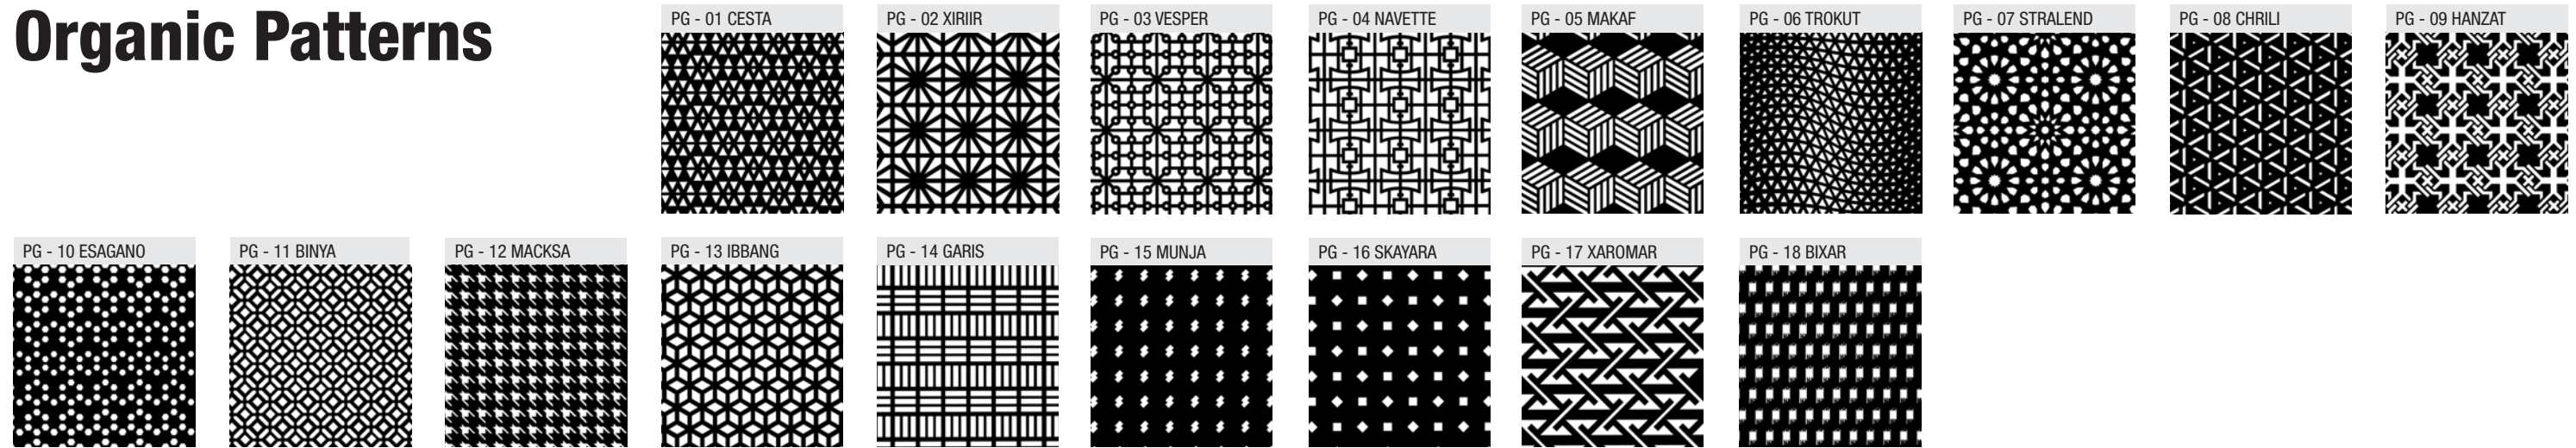 Organic Patterns
PG - 01 CESTA
PG - 02 XIRIIR
PG - 03 VESPER
PG - 04 NAVETTE
PG - 05 MAKAF
PG - 06 TROKUT
PG - 07 STRALEND
PG - 08 CHRILI
PG - 09 HANZAT
PG - 10 ESAGANO
PG - 11 BINYA
PG - 12 MACKSA
PG - 13 IBBANG
PG - 14 GARIS
PG - 15 MUNJA
PG - 16 SKAYARA
PG - 17 XAROMAR
PG - 18 BIXAR